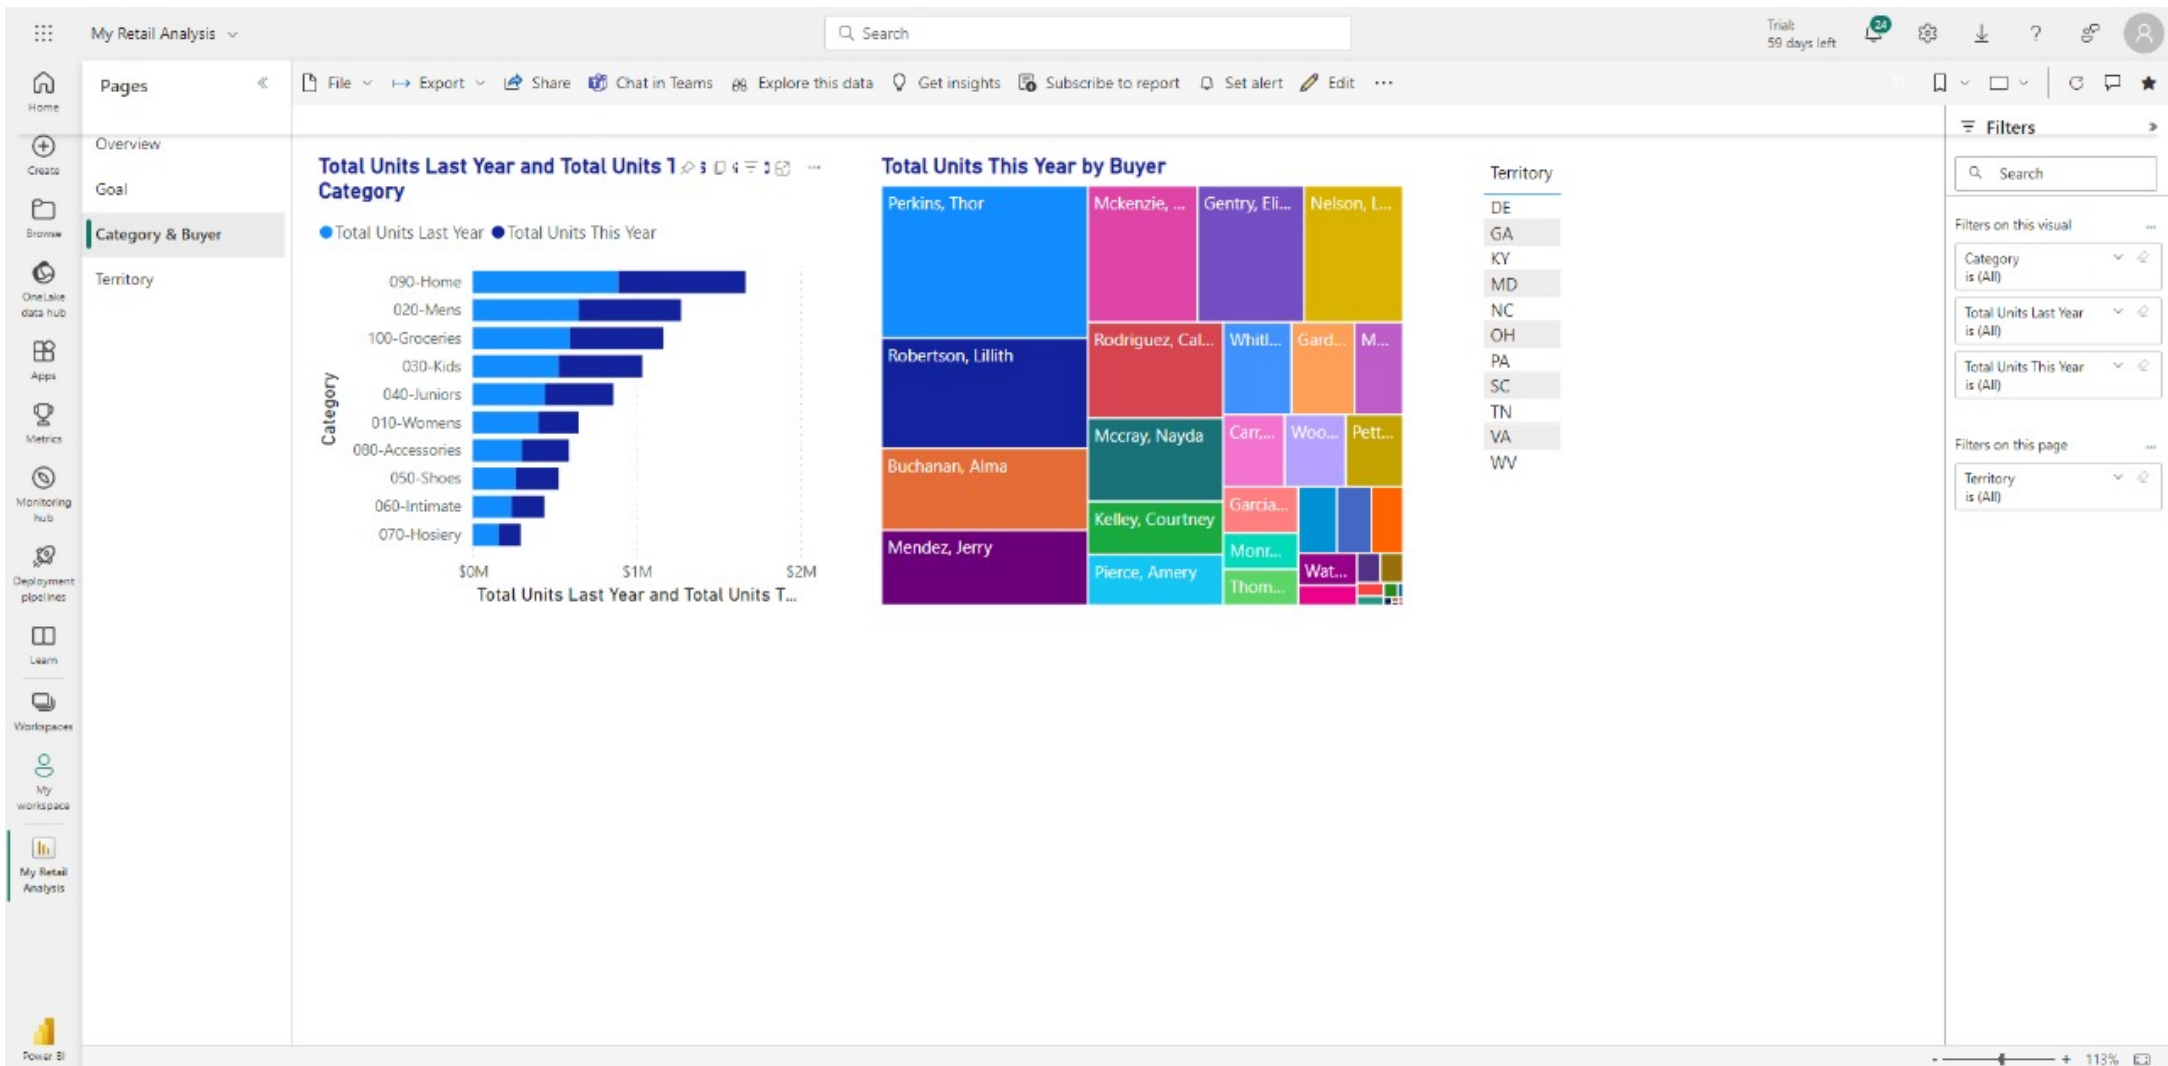 My Retail Analysis
Search
Trial:
59 days left
24
Home
Create
Browse
OneLake
data hub
Apps
Metrics
Monitoring
hub
Deployment
pipelines
Learn
Workspaces
My
workspace
My Retail
Analysis
Power BI
Pages
Overview
Goal
Category & Buyer
Territory
File
Export
Share
Chat in Teams
Explore this data
Get insights
Subscribe to report
Set alert
Edit
Total Units Last Year and Total Units
Category
Total Units Last Year
Total Units This Year
Category
090-Home
020-Mens
100-Groceries
030-Kids
040-Juniors
010-Womens
080-Accessories
050-Shoes
060-Intimate
070-Hosiery
$0M
$1M
$2M
Total Units Last Year and Total Units T...
Total Units This Year by Buyer
Perkins, Thor
Robertson, Lillith
Buchanan, Alma
Mendez, Jerry
Mckenzie, ...
Gentry, Eli...
Nelson, L...
Rodriguez, Cal...
Whitl...
Gard...
M...
Mccray, Nayda
Carr,...
Woo...
Pett...
Kelley, Courtney
Garcia...
Monr...
Pierce, Amery
Thom...
Wat...
Territory
DE
GA
KY
MD
NC
OH
PA
SC
TN
VA
WV
Filters
Search
Filters on this visual
...
Category
is (All)
Total Units Last Year
is (All)
Total Units This Year
is (All)
Filters on this page
...
Territory
is (All)
- + 113%